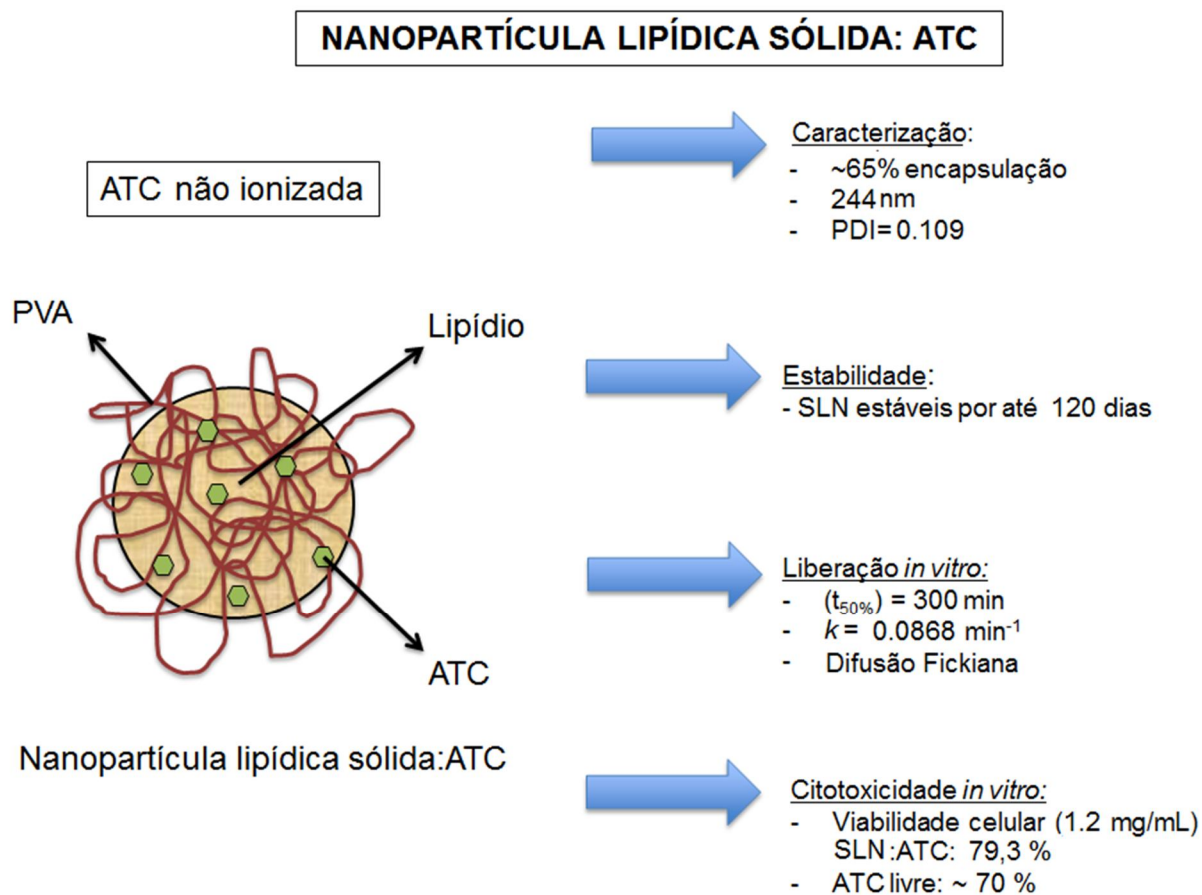 NANOPARTÍCULA LIPÍDICA SÓLIDA: ATC
ATC não ionizada
PVA
Lipídio
ATC
Nanopartícula lipídica sólida:ATC
Caracterização:
- ~65% encapsulação
- 244 nm
- PDI= 0.109
Estabilidade:
- SLN estáveis por até 120 dias
Liberação in vitro:
- (t50%) = 300 min
- k = 0.0868 min-1
- Difusão Fickiana
Citotoxicidade in vitro:
- Viabilidade celular (1.2 mg/mL)
SLN:ATC: 79,3 %
- ATC livre: ~ 70 %